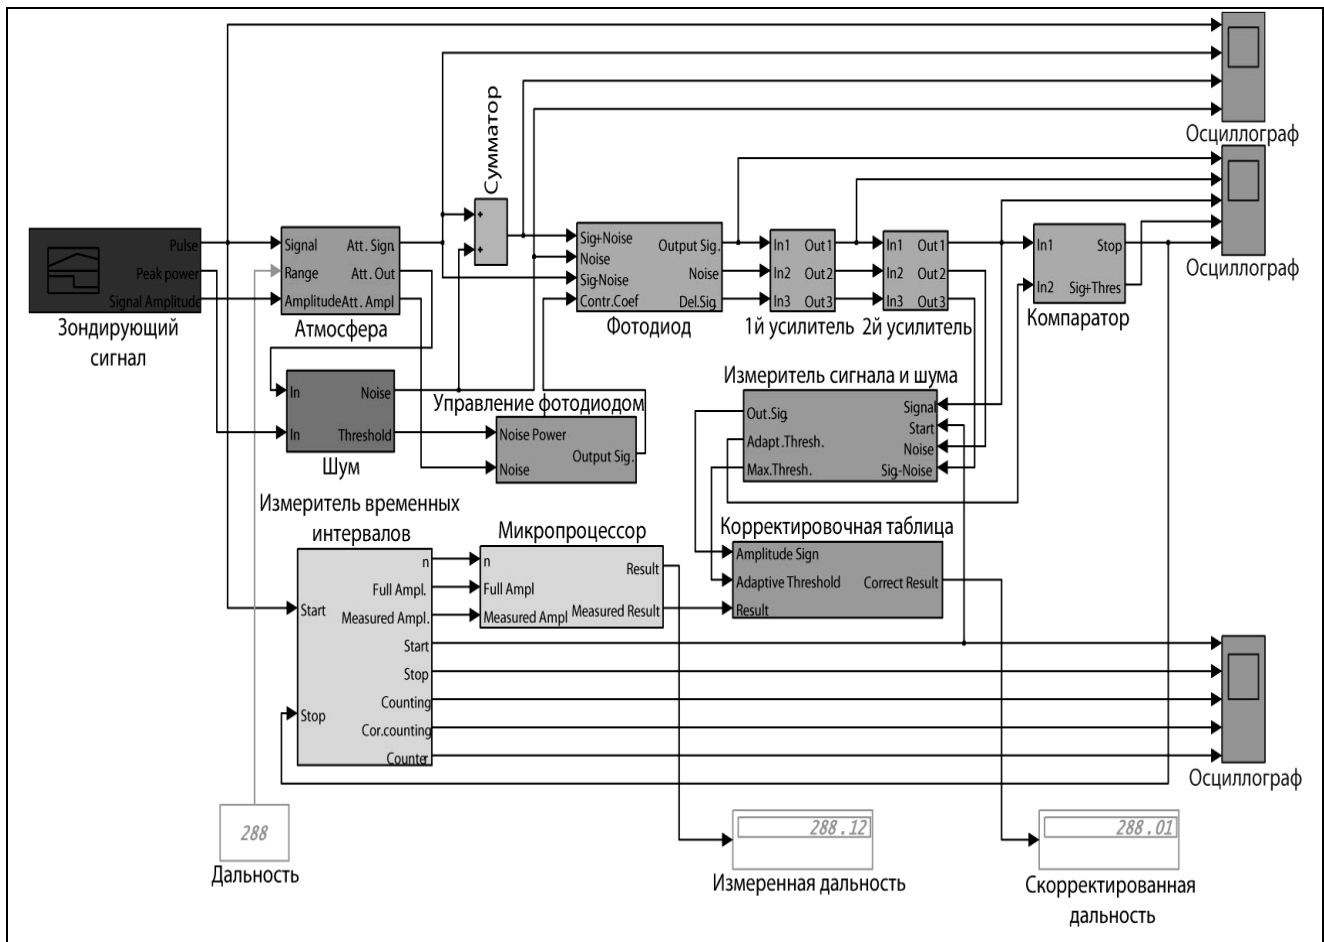 Осциллограф
Сумматор
Осциллограф
Pulse
Peak power
Signal Amplitude
Зондирующий
сигнал
Signal
Range
Amplitude
Att. Sign.
Att. Out
Att. Ampl
Атмосфера
+
+
Sig+Noise
Noise
Sig-Noise
Contr.Coef
Output Sig.
Noise
Del.Sig.
Фотодиод
In1
In2
In3
Out1
Out2
Out3
1й усилитель
In1
In2
In3
Out1
Out2
Out3
2й усилитель
In1
In2
Stop
Sig+Thres
Компаратор
In
In
Noise
Threshold
Шум
Управление фотодиодом
Noise Power
Noise
Output Sig.
Измеритель сигнала и шума
Out.Sig.
Adapt.Thresh.
Max.Thresh.
Signal
Start
Noise
Sig.-Noise
Измеритель временных
интервалов
Start
Stop
n
Full Ampl.
Measured Ampl.
Start
Stop
Counting
Cor.counting
Counter
Микропроцессор
n
Full Ampl
Measured Ampl
Result
Measured Result
Корректировочная таблица
Amplitude Sign
Adaptive Threshold
Result
Correct Result
Осциллограф
288
Дальность
288.12
Измеренная дальность
288.01
Скорректированная
дальность